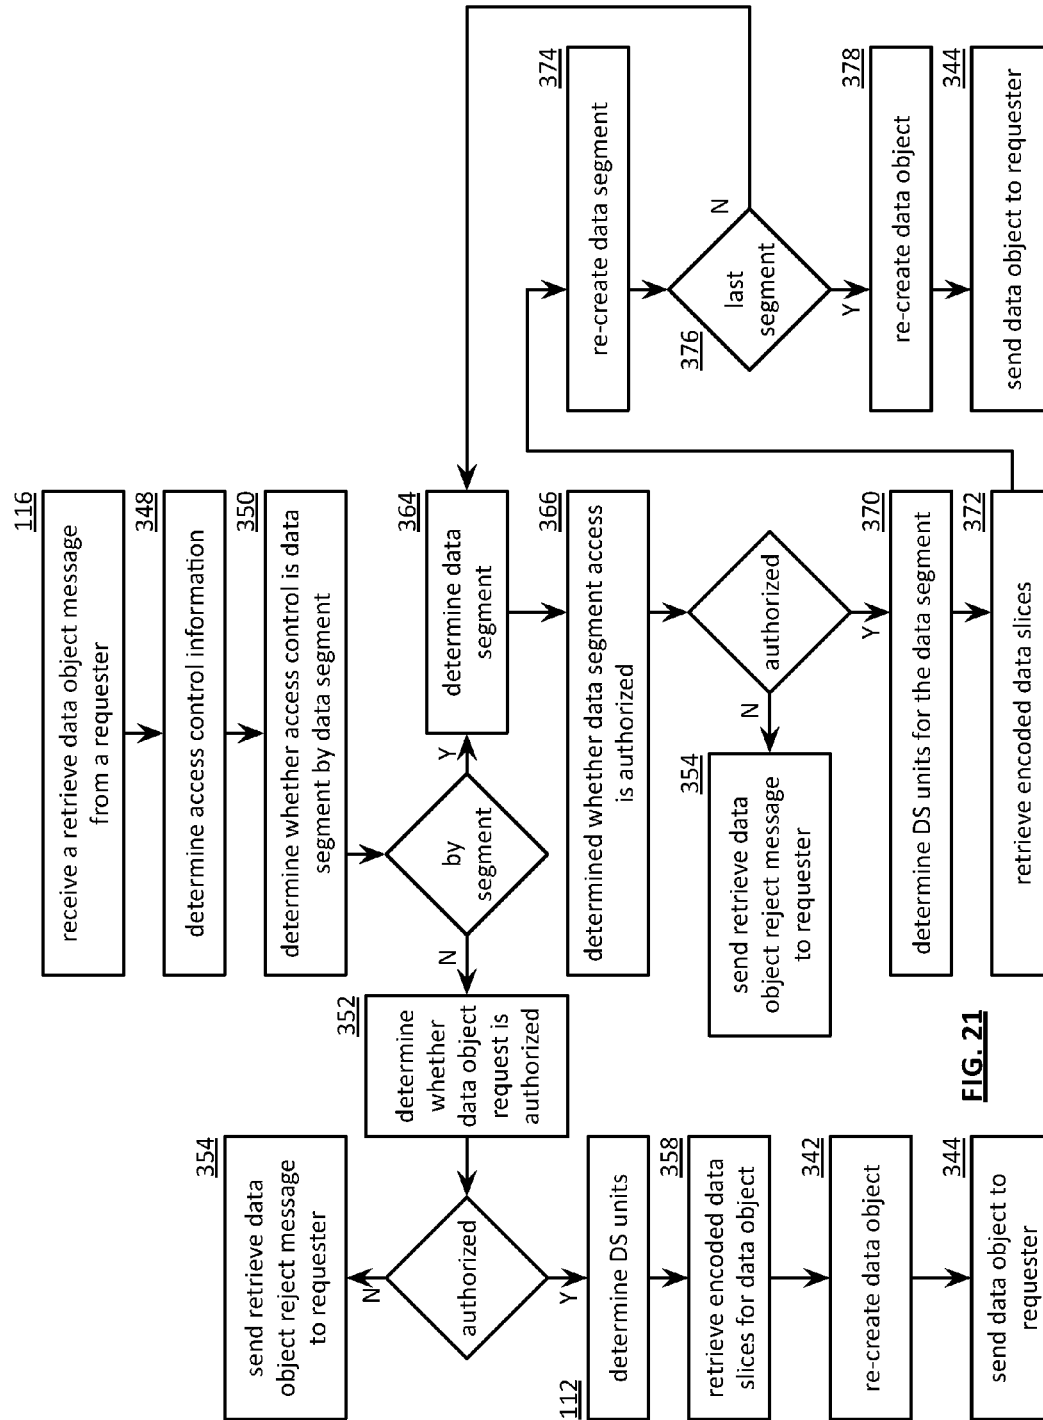 116
receive a retrieve data object message
from a requester
348
determine access control information
350
determine whether access control is data
segment by data segment
by
segment
N
Y
352
determine
whether
data object
request is
authorized
authorized
N
354
send retrieve data
object reject message
to requester
Y
112
determine DS units
358
retrieve encoded data
slices for data object
342
re-create data object
344
send data object to
requester
364
determine data
segment
366
determined whether data segment access
is authorized
authorized
N
354
send retrieve data
object reject message
to requester
Y
370
determine DS units for the data segment
372
retrieve encoded data slices
374
re-create data segment
376
last
segment
N
Y
378
re-create data object
344
send data object to requester
FIG. 21